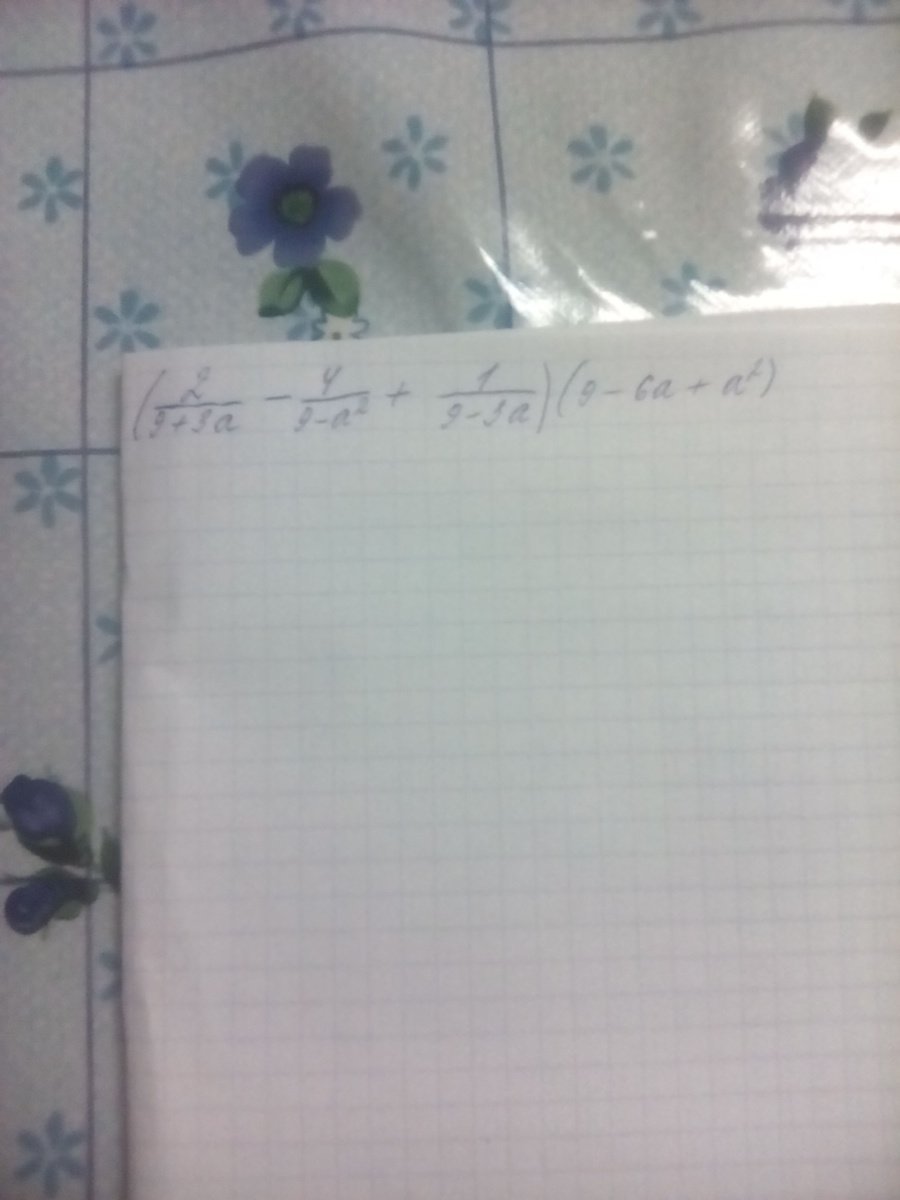 (2/(9+3a) - 4/(9-a²) + 1/(9-3a))(9-6a+a²)